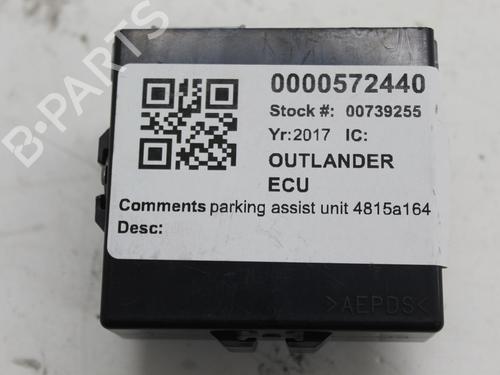 0000572440
Stock #: 00739255
Yr:2017 IC:
OUTLANDER
ECU
Comments parking assist unit 4815a164
Desc:
>AEPDS<
B-PARTS